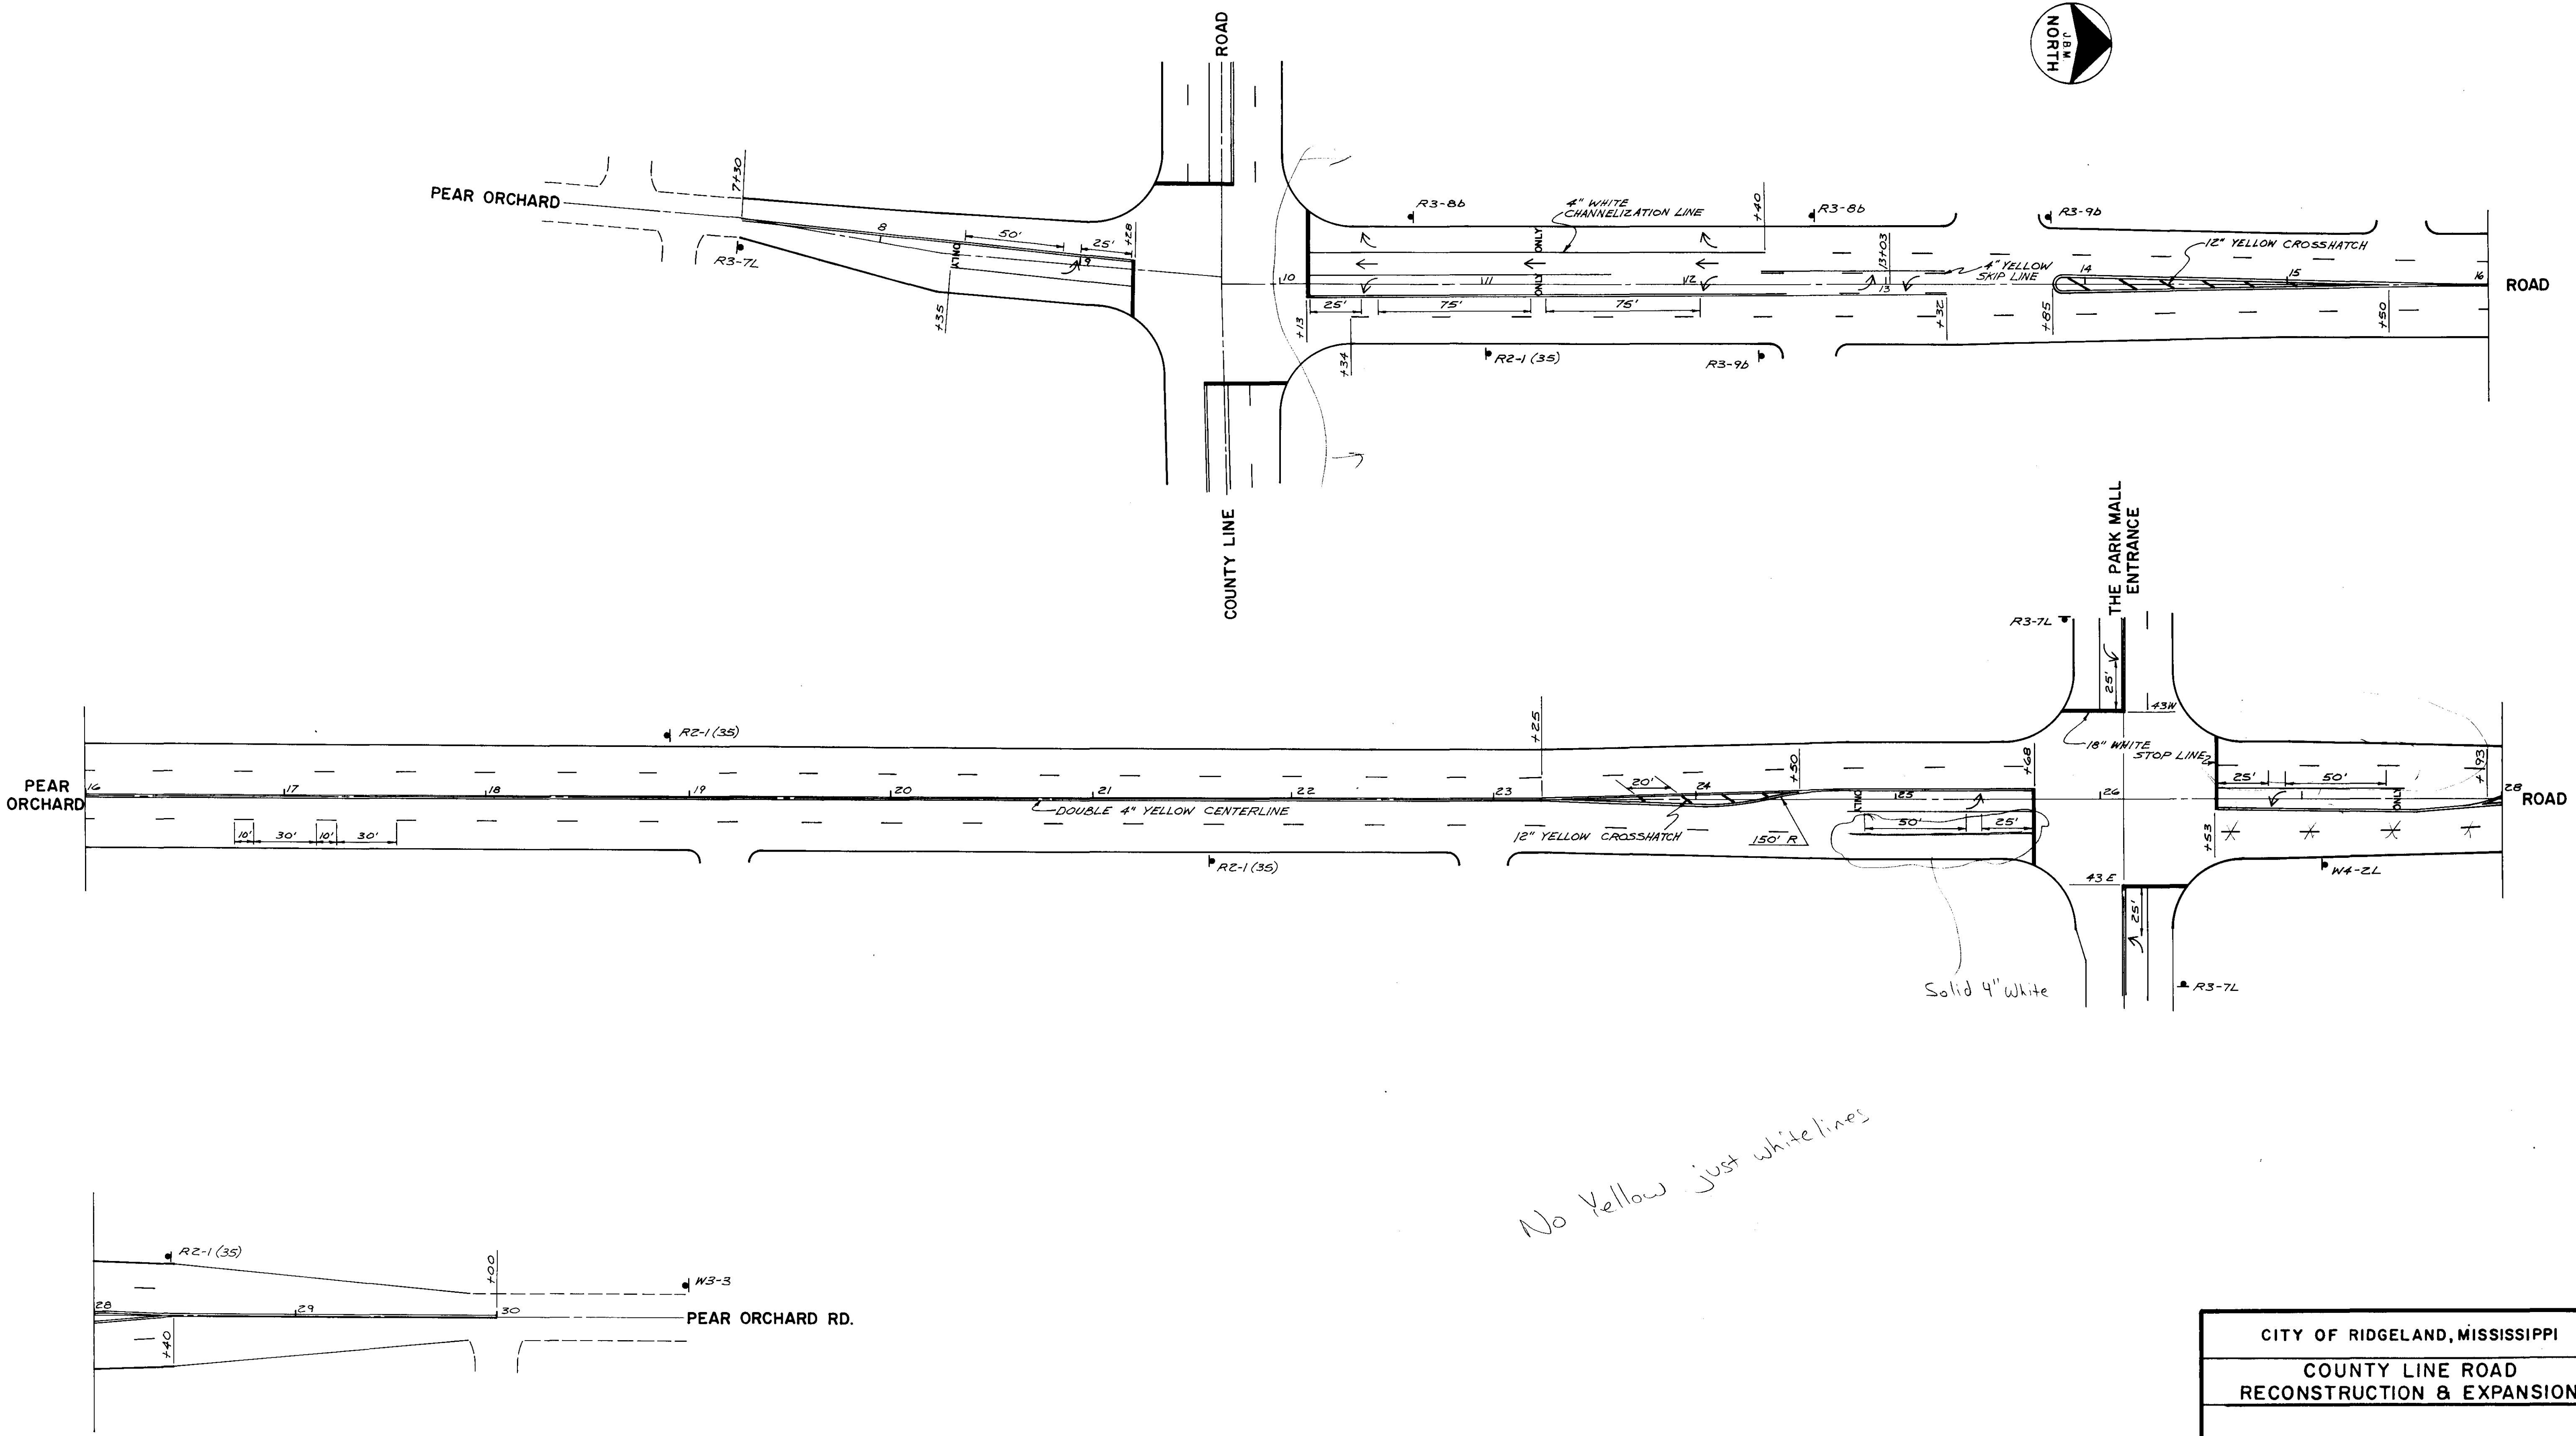 ROAD
J.B.M.
NORTH
PEAR ORCHARD
7+30
R3-7L
8
ONLY
50'
25'
9
+28
+35
10
R3-8b
4" WHITE
CHANNELIZATION LINE
+40
R3-8b
13+03
R3-9b
12" YELLOW CROSSHATCH
4" YELLOW
SKIP LINE
ONLY
ONLY
11
12
13
14
15
16
ROAD
25'
75'
75'
+13
+34
+32
+85
+50
R2-1 (35)
R3-9b
COUNTY LINE
THE PARK MALL
ENTRANCE
R3-7L
25'
43W
18" WHITE
STOP LINE
R2-1 (35)
+25
+50
+68
+93
PEAR
ORCHARD
16
17
18
19
20
21
22
23
20'
24
ONLY
25
26
25'
50'
ONLY
28
ROAD
DOUBLE 4" YELLOW CENTERLINE
12" YELLOW CROSSHATCH
150' R
50'
25'
+53
10'
30'
10'
30'
R2-1 (35)
43 E
W4-2L
25'
R3-7L
Solid 4" White
No Yellow just white lines
R2-1 (35)
+00
W3-3
28
29
30
PEAR ORCHARD RD.
+40
CITY OF RIDGELAND, MISSISSIPPI
COUNTY LINE ROAD
RECONSTRUCTION & EXPANSION